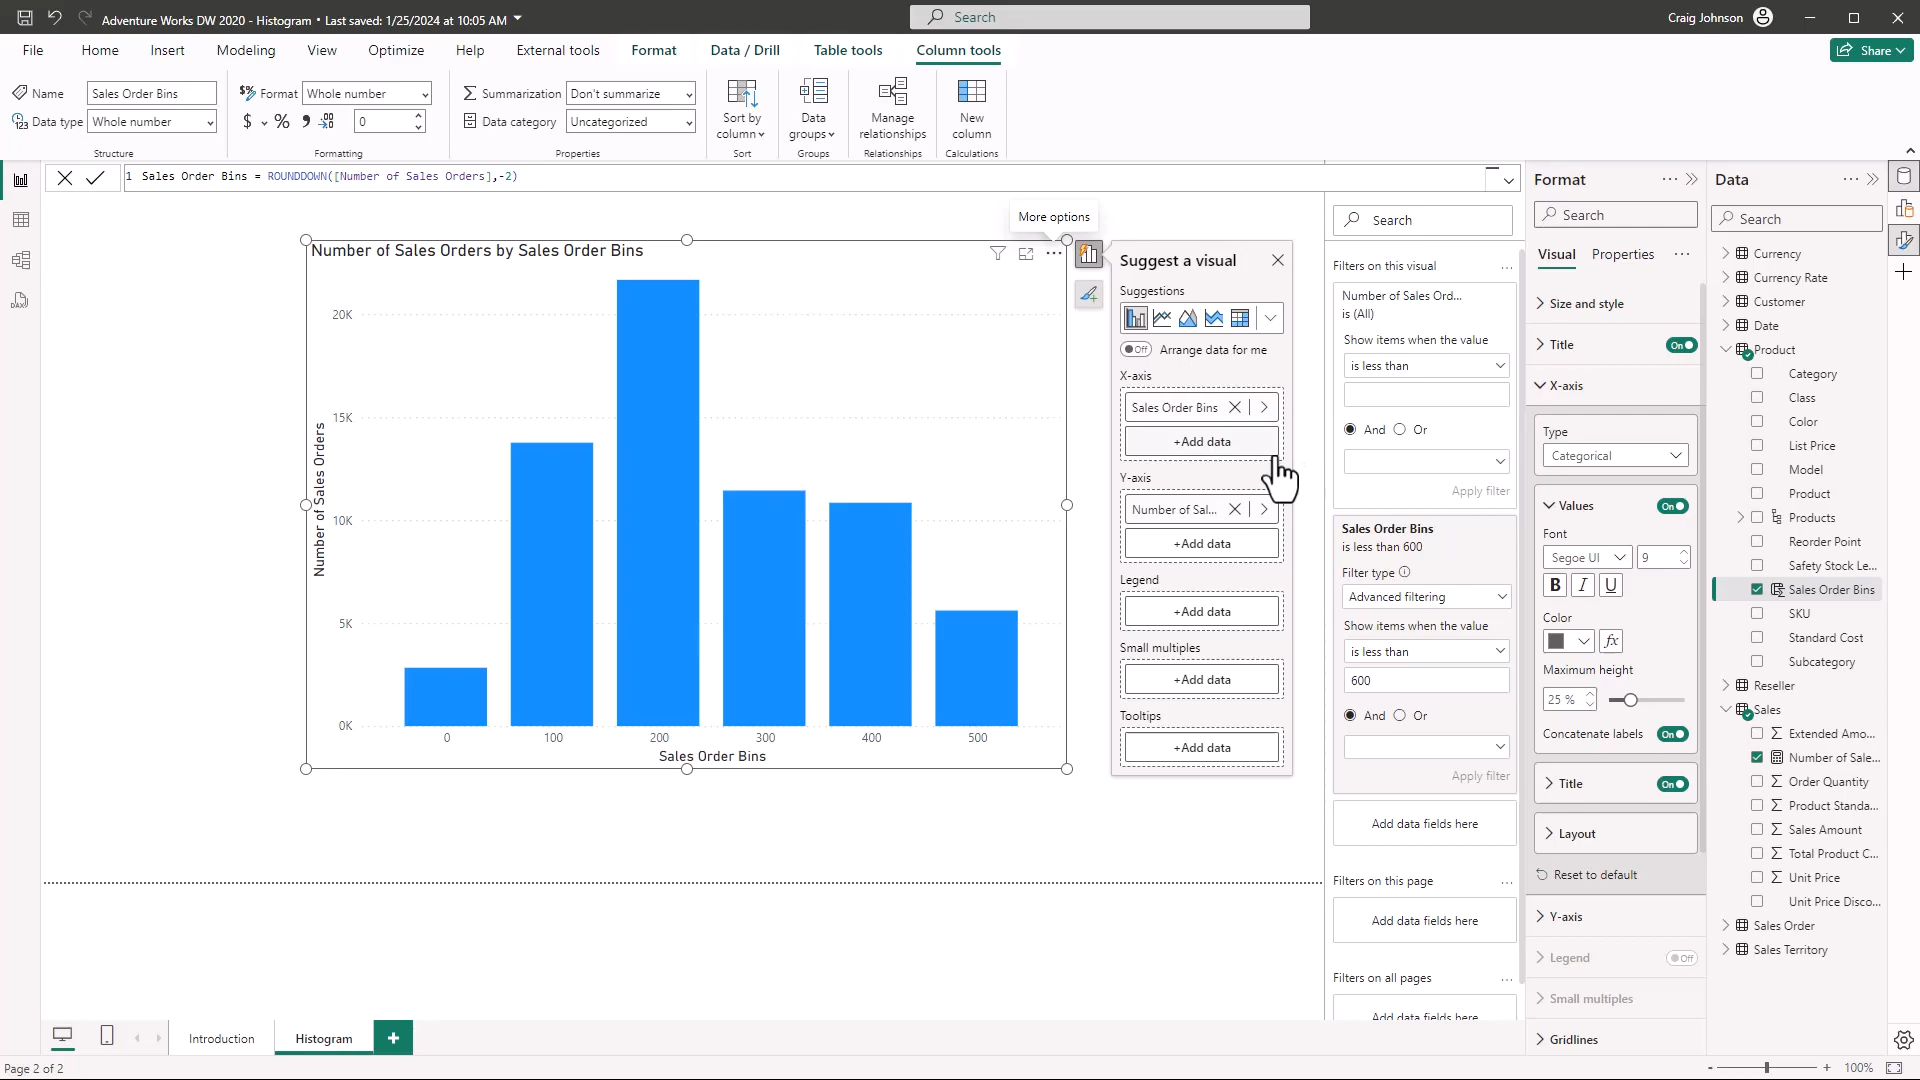 Adventure Works DW 2020 - Histogram • Last saved: 1/25/2024 at 10:05 AM
Search
Craig Johnson
File
Home
Insert
Modeling
View
Optimize
Help
External tools
Format
Data / Drill
Table tools
Column tools
Share
Name
Sales Order Bins
Data type
Whole number
Structure
Format
Whole number
$
%
0
Formatting
Summarization
Don't summarize
Data category
Uncategorized
Properties
Sort by
column
Sort
Data
groups
Groups
Manage
relationships
Relationships
New
column
Calculations
1 Sales Order Bins = ROUNDDOWN([Number of Sales Orders],-2)
More options
Number of Sales Orders by Sales Order Bins
Number of Sales Orders
20K
15K
10K
5K
0K
0
100
200
300
400
500
Sales Order Bins
Suggest a visual
Suggestions
Off
Arrange data for me
X-axis
Sales Order Bins
+Add data
Y-axis
Number of Sal...
+Add data
Legend
+Add data
Small multiples
+Add data
Tooltips
+Add data
Search
Filters on this visual
Number of Sales Ord...
is (All)
Show items when the value
is less than
And
Or
Apply filter
Sales Order Bins
is less than 600
Filter type
Advanced filtering
Show items when the value
is less than
600
And
Or
Apply filter
Add data fields here
Filters on this page
Add data fields here
Filters on all pages
Add data fields here
Format
Search
Visual
Properties
Size and style
Title
On
X-axis
Type
Categorical
Values
On
Font
Segoe UI
9
B
I
U
Color
fx
Maximum height
25 %
Concatenate labels
On
Title
On
Layout
Reset to default
Y-axis
Legend
Off
Small multiples
Gridlines
Data
Search
Currency
Currency Rate
Customer
Date
Product
Category
Class
Color
List Price
Model
Product
Products
Reorder Point
Safety Stock Le...
Sales Order Bins
SKU
Standard Cost
Subcategory
Reseller
Sales
Extended Amo...
Number of Sale...
Order Quantity
Product Standa...
Sales Amount
Total Product C...
Unit Price
Unit Price Disco...
Sales Order
Sales Territory
Introduction
Histogram
Page 2 of 2
- +
100%